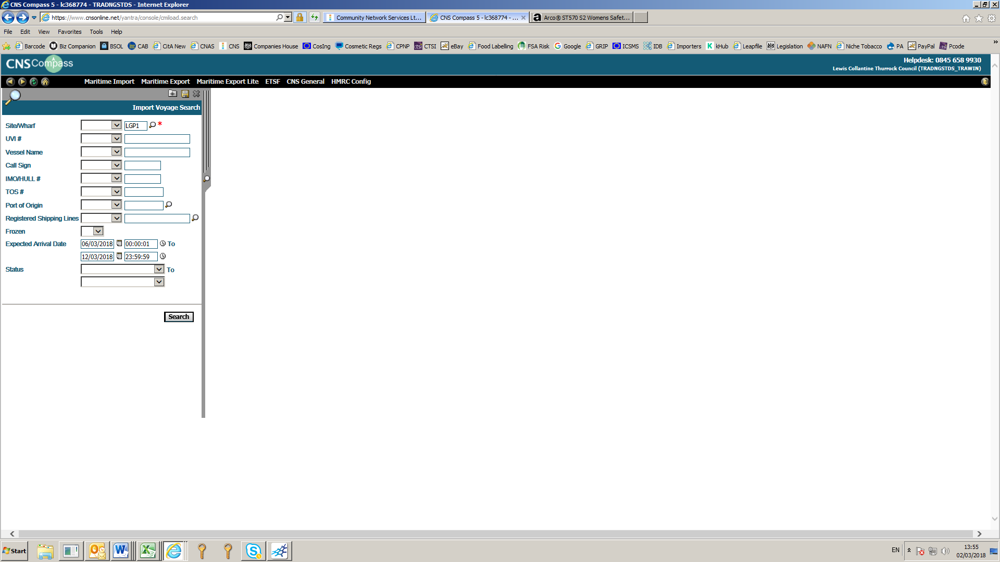 CNS Compass 5 - lc368774 - TRADNGSTDS - Internet Explorer
https://www.cnsonline.net/yantra/console/cmiload.search
Community Network Services Lt...
CNS Compass 5 - lc368774 - ...
Arco® ST570 S2 Womens Safet...
File Edit View Favorites Tools Help
Barcode Biz Companion BSOL CAB CitA New CNAS CNS Companies House CosIng Cosmetic Regs CPNP CTSI eBay Food Labelling FSA Risk Google GRIP ICSMS IDB Importers kHub Leapfile Legislation NAFN Niche Tobacco PA PayPal Pcode
CNSCompass
Helpdesk: 0845 658 9930
Lewis Collantine Thurrock Council (TRADNGSTDS_TRAWIN)
Maritime Import Maritime Export Maritime Export Lite ETSF CNS General HMRC Config
Import Voyage Search
Site/Wharf LGP1 *
UVI #
Vessel Name
Call Sign
IMO/HULL #
TOS #
Port of Origin
Registered Shipping Lines
Frozen
Expected Arrival Date 06/03/2018 00:00:01 To
12/03/2018 23:59:59
Status To
Search
Start
EN
13:55
02/03/2018